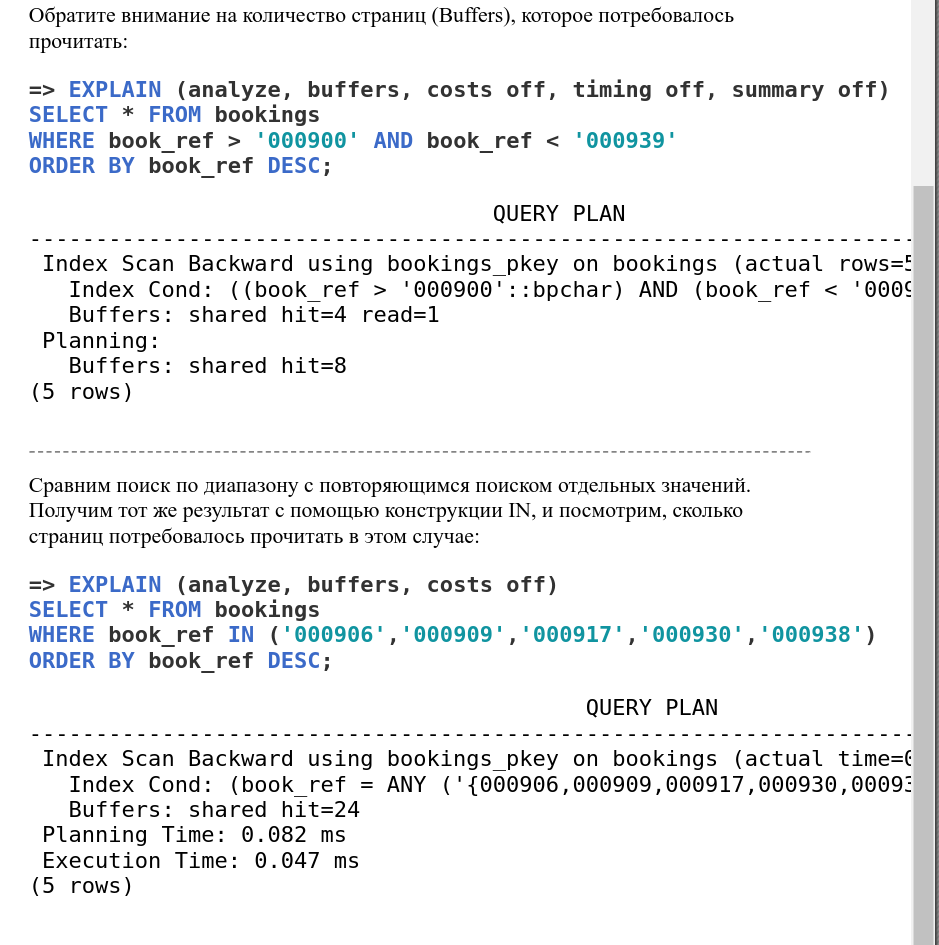 Обратите внимание на количество страниц (Buffers), которое потребовалось
прочитать:
=> EXPLAIN (analyze, buffers, costs off, timing off, summary off)
SELECT * FROM bookings
WHERE book_ref > '000900' AND book_ref < '000939'
ORDER BY book_ref DESC;
QUERY PLAN
-------------------------------------------------------------------
Index Scan Backward using bookings_pkey on bookings (actual rows=5
Index Cond: ((book_ref > '000900'::bpchar) AND (book_ref < '0009
Buffers: shared hit=4 read=1
Planning:
Buffers: shared hit=8
(5 rows)
Сравним поиск по диапазону с повторяющимся поиском отдельных значений.
Получим тот же результат с помощью конструкции IN, и посмотрим, сколько
страниц потребовалось прочитать в этом случае:
=> EXPLAIN (analyze, buffers, costs off)
SELECT * FROM bookings
WHERE book_ref IN ('000906','000909','000917','000930','000938')
ORDER BY book_ref DESC;
QUERY PLAN
-------------------------------------------------------------------
Index Scan Backward using bookings_pkey on bookings (actual time=0
Index Cond: (book_ref = ANY ('{000906,000909,000917,000930,00093
Buffers: shared hit=24
Planning Time: 0.082 ms
Execution Time: 0.047 ms
(5 rows)